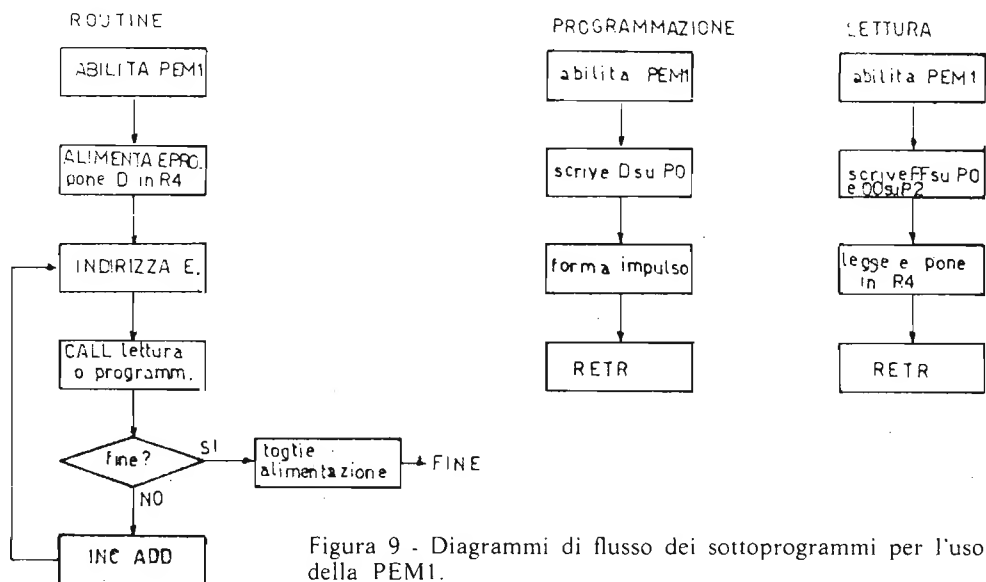 ROUTINE
ABILITA PEM1
ALIMENTA EPRO.
pone D in R4
INDIRIZZA E.
CALL lettura
o programm.
fine?
SI
toglie
alimentazione
FINE
NO
INC ADD
PROGRAMMAZIONE
abilita PEM1
scrive D su P0
forma impulso
RETR
LETTURA
abilita PEM1
scrive FF su P0
e 00 su P2
legge e pone
in R4
RETR
Figura 9 - Diagrammi di flusso dei sottoprogrammi per l'uso
della PEM1.